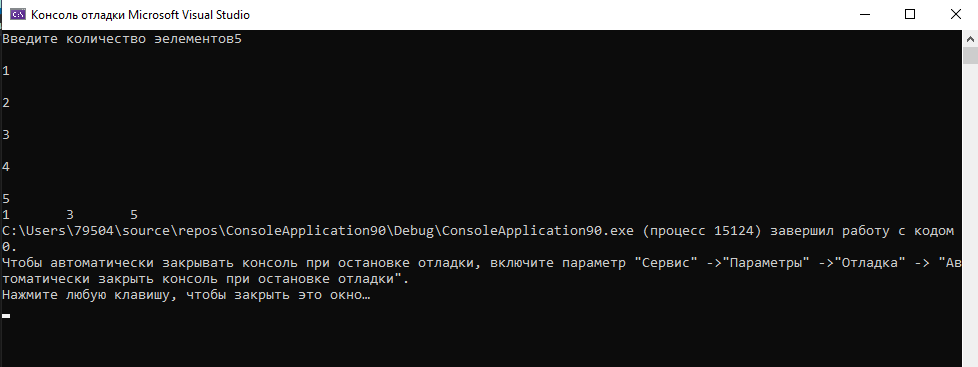 Консоль отладки Microsoft Visual Studio
Введите количество эелементов5
1
2
3
4
5
1 3 5
C:\Users\79504\source\repos\ConsoleApplication90\Debug\ConsoleApplication90.exe (процесс 15124) завершил работу с кодом
0.
Чтобы автоматически закрывать консоль при остановке отладки, включите параметр "Сервис" ->"Параметры" ->"Отладка" -> "Ав
томатически закрыть консоль при остановке отладки".
Нажмите любую клавишу, чтобы закрыть это окно…